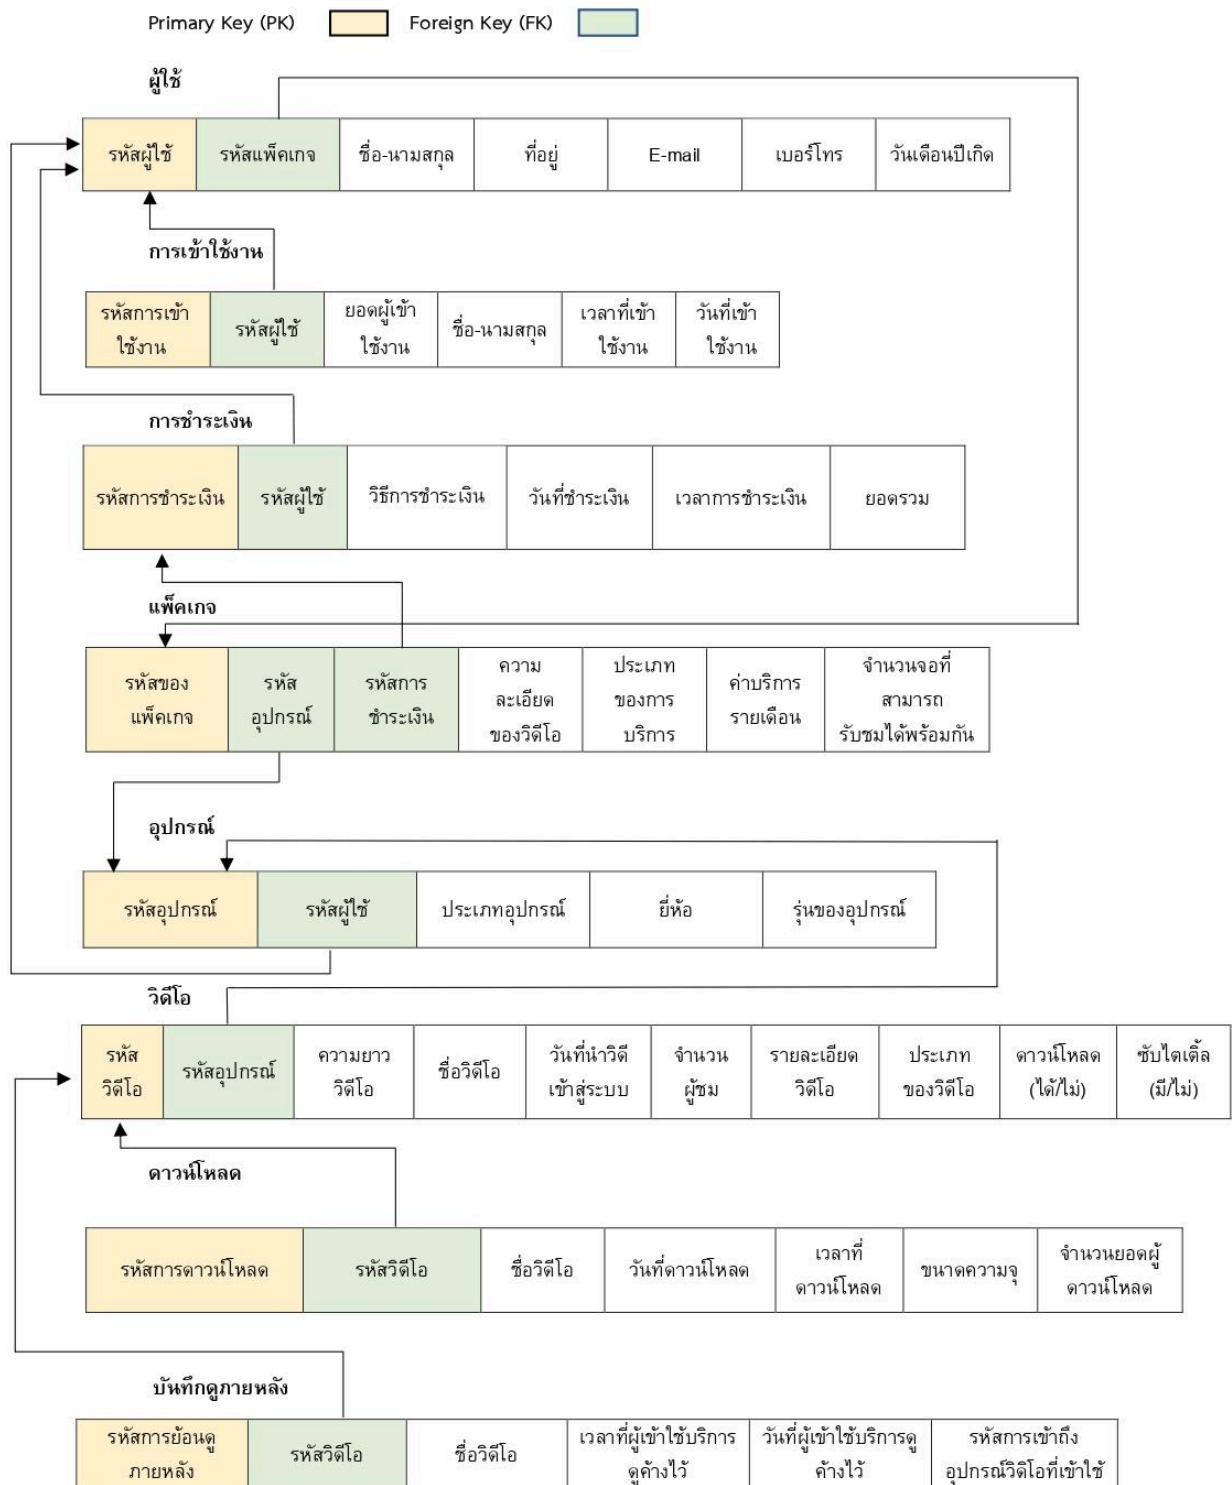 Primary Key (PK) Foreign Key (FK)
ผู้ใช้
รหัสผู้ใช้ รหัสแพ็คเกจ ชื่อ-นามสกุล ที่อยู่ E-mail เบอร์โทร วันเดือนปีเกิด
การเข้าใช้งาน
รหัสการเข้า
ใช้งาน
รหัสผู้ใช้
ยอดผู้เข้า
ใช้งาน
ชื่อ-นามสกุล
เวลาที่เข้า
ใช้งาน
วันที่เข้า
ใช้งาน
การชำระเงิน
รหัสการชำระเงิน รหัสผู้ใช้ วิธีการชำระเงิน วันที่ชำระเงิน เวลาการชำระเงิน ยอดรวม
แพ็คเกจ
รหัสของ
แพ็คเกจ
รหัส
อุปกรณ์
รหัสการ
ชำระเงิน
ความ
ละเอียด
ของวิดีโอ
ประเภท
ของการ
บริการ
ค่าบริการ
รายเดือน
จำนวนจอที่
สามารถ
รับชมได้พร้อมกัน
อุปกรณ์
รหัสอุปกรณ์ รหัสผู้ใช้ ประเภทอุปกรณ์ ยี่ห้อ รุ่นของอุปกรณ์
วิดีโอ
รหัส
วิดีโอ
รหัสอุปกรณ์
ความยาว
วิดีโอ
ชื่อวิดีโอ
วันที่นำวิดี
เข้าสู่ระบบ
จำนวน
ผู้ชม
รายละเอียด
วิดีโอ
ประเภท
ของวิดีโอ
ดาวน์โหลด
(ได้/ไม่)
ซับไตเติ้ล
(มี/ไม่)
ดาวน์โหลด
รหัสการดาวน์โหลด
รหัสวิดีโอ
ชื่อวิดีโอ
วันที่ดาวน์โหลด
เวลาที่
ดาวน์โหลด
ขนาดความจุ
จำนวนยอดผู้
ดาวน์โหลด
บันทึกดูภายหลัง
รหัสการย้อนดู
ภายหลัง
รหัสวิดีโอ
ชื่อวิดีโอ
เวลาที่ผู้เข้าใช้บริการ
ดูค้างไว้
วันที่ผู้เข้าใช้บริการดู
ค้างไว้
รหัสการเข้าถึง
อุปกรณ์วิดิโอที่เข้าใช้